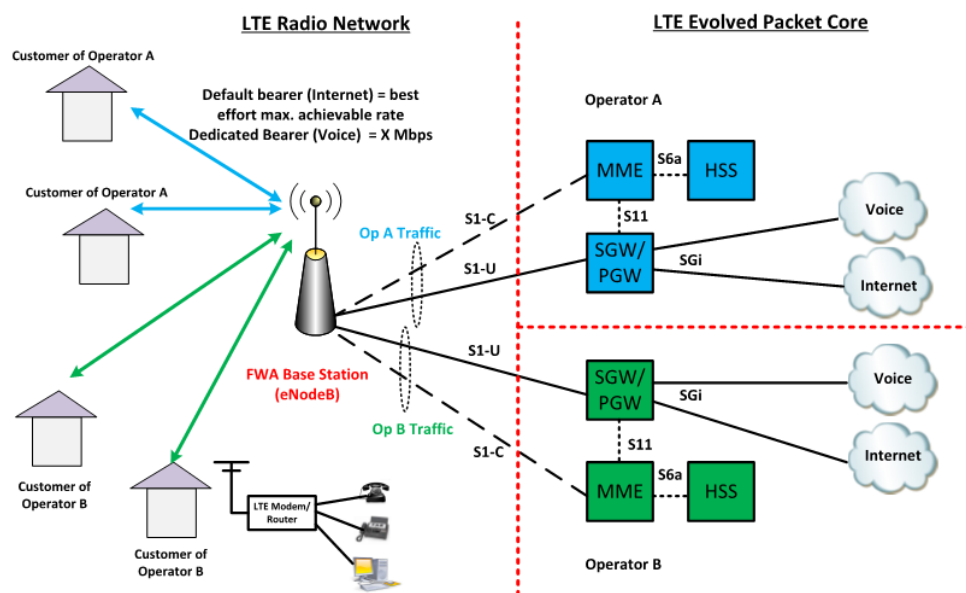 LTE Radio Network
LTE Evolved Packet Core
Customer of Operator A
Default bearer (Internet) = best
effort max. achievable rate
Dedicated Bearer (Voice) = X Mbps
Customer of Operator A
Operator A
MME
S6a
HSS
S11
SGW/
PGW
SGi
Voice
Internet
S1-C
Op A Traffic
S1-U
FWA Base Station
(eNodeB)
S1-U
Op B Traffic
S1-C
SGW/
PGW
SGi
Voice
Internet
S11
MME
S6a
HSS
Operator B
Customer of
Operator B
Customer of
Operator B
LTE Modem/
Router